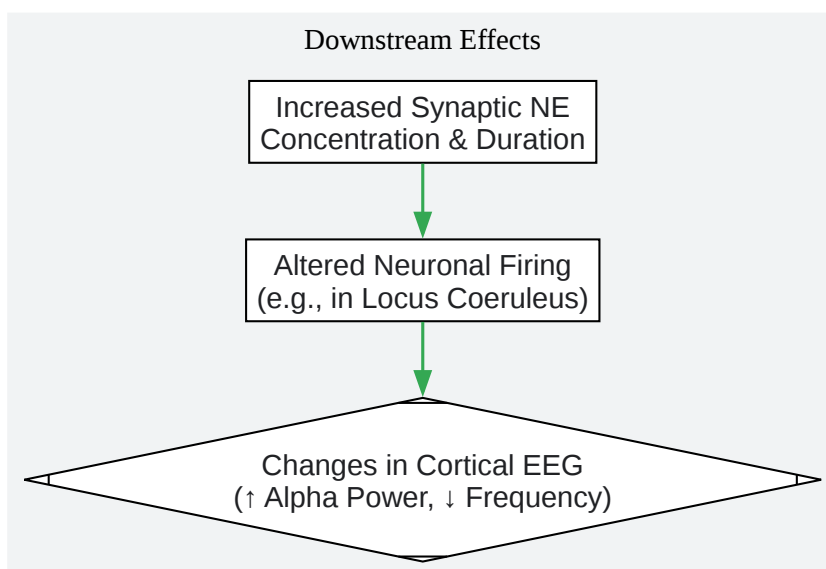 Downstream Effects
Increased Synaptic NE
Concentration & Duration
Altered Neuronal Firing
(e.g., in Locus Coeruleus)
Changes in Cortical EEG
(↑ Alpha Power, ↓ Frequency)